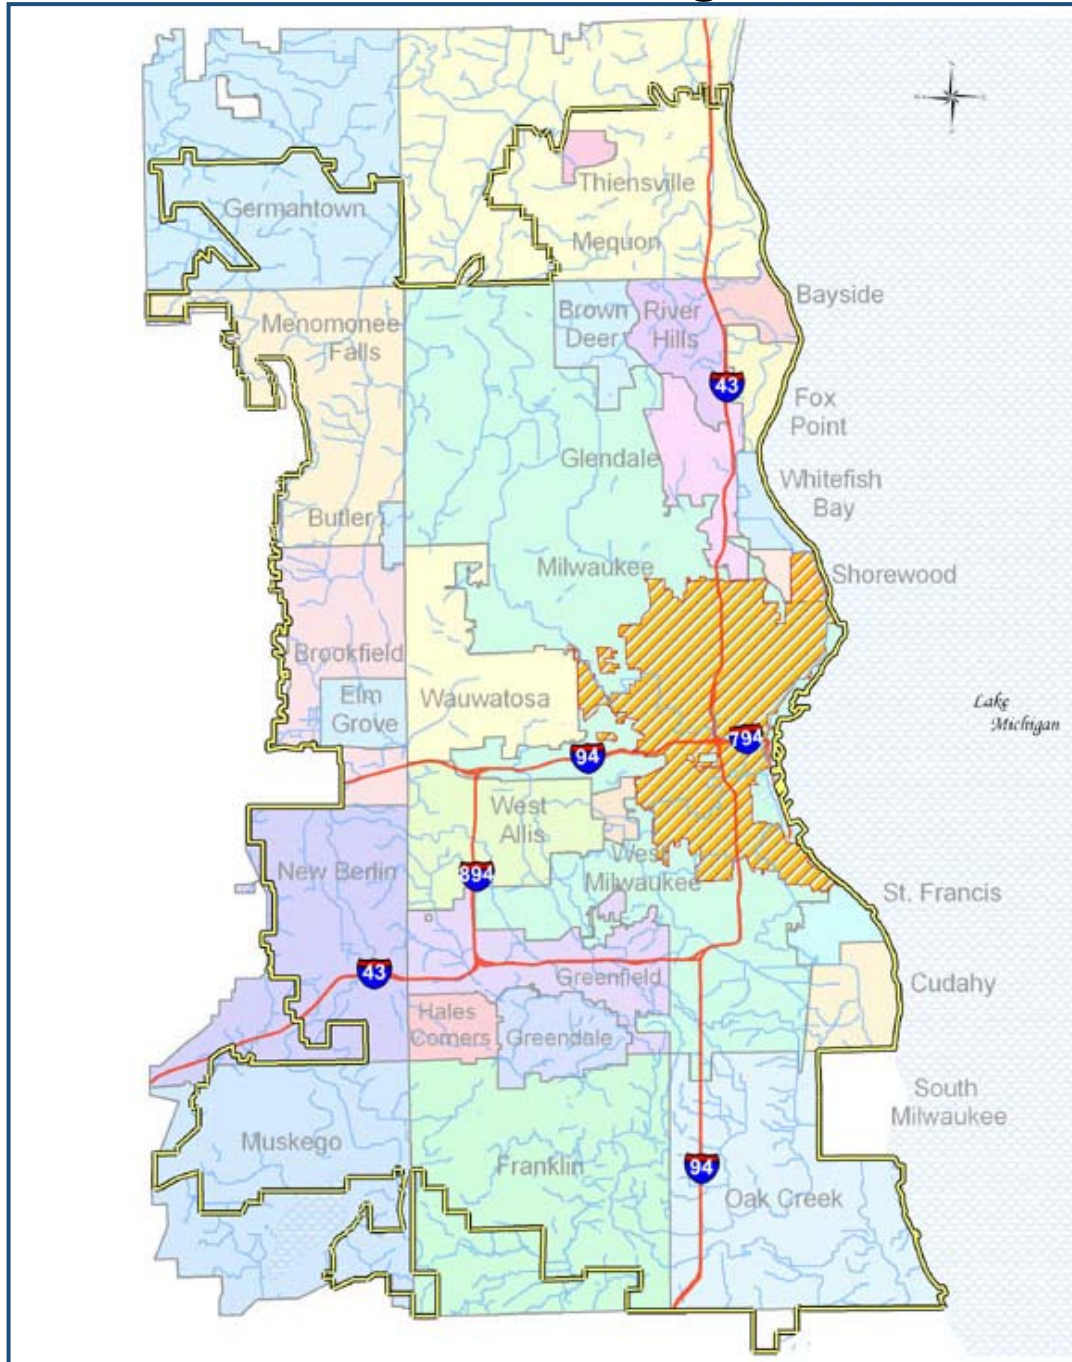 Thiensville
Germantown
Mequon
Bayside
Brown
Deer
River
Hills
Menomonee
Falls
43
Fox
Point
Glendale
Whitefish
Bay
Butler
Milwaukee
Shorewood
Brookfield
Elm
Grove
Wauwatosa
Lake
Michigan
794
94
West
Allis
West
Milwaukee
New Berlin
894
St. Francis
43
Greenfield
Cudahy
Hales
Corners
Greendale
South
Milwaukee
Muskego
Franklin
94
Oak Creek